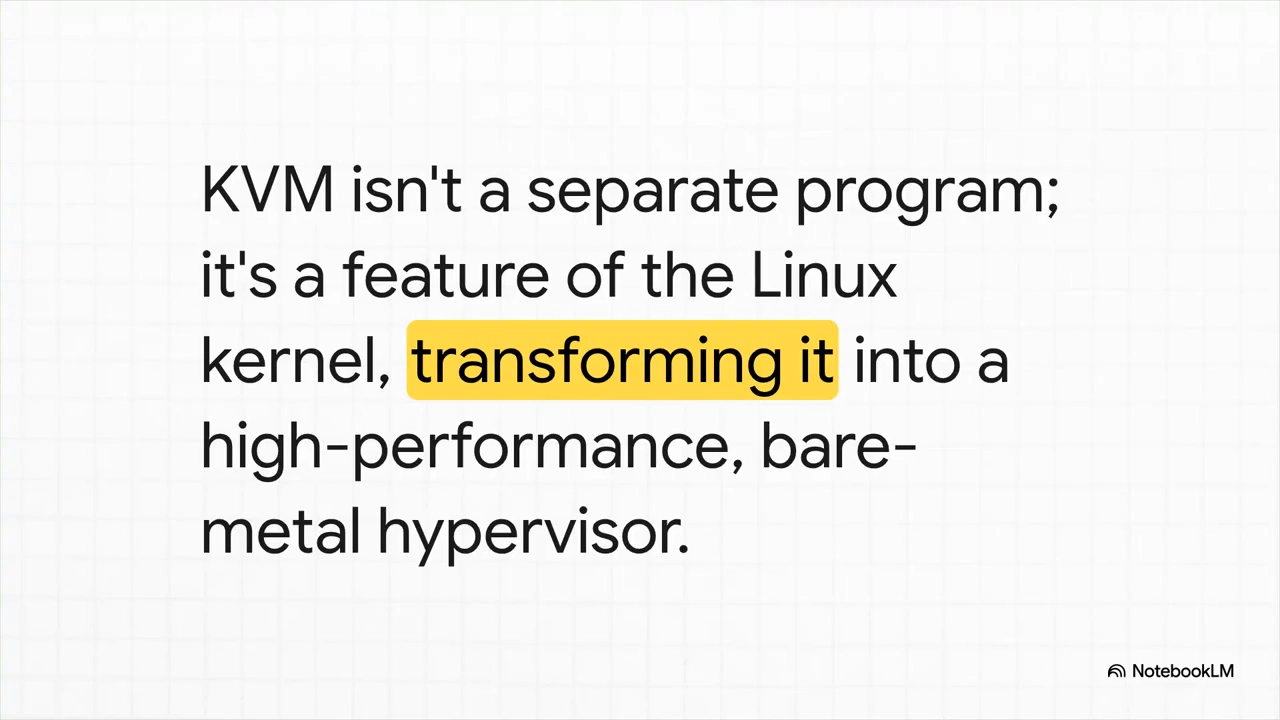 KVM isn't a separate program;
it's a feature of the Linux
kernel, transforming it into a
high-performance, bare-
metal hypervisor.
NotebookLM